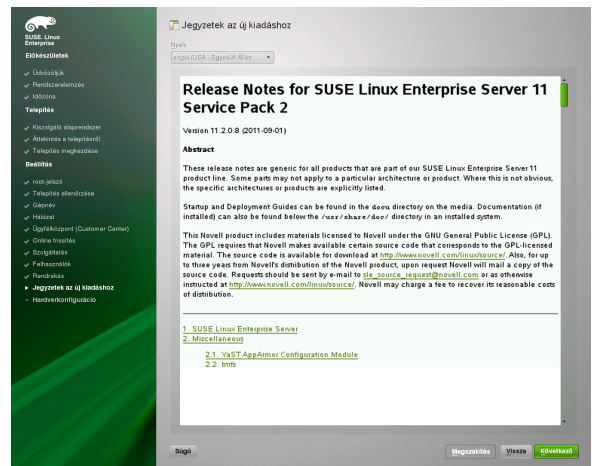 SUSE. Linux
Enterprise
Előkészületek
Üdvözöljük
Rendszerelemzés
Időzóna
Telepítés
Kiszolgáló alaprendszer
Áttekintés a telepítésről
Telepítés megkezdése
Beállítás
root-jelszó
Telepítés ellenőrzése
Gépnév
Hálózat
Ügyfélközpont (Customer Center)
Online frissítés
Szolgáltatás
Felhasználók
Rendrakás
Jegyzetek az új kiadáshoz
Hardverkonfiguráció
Jegyzetek az új kiadáshoz
Nyelv
angol (USA - Egyesült Állam
Release Notes for SUSE Linux Enterprise Server 11
Service Pack 2
Version 11.2.0.8 (2011-09-01)
Abstract
These release notes are generic for all products that are part of our SUSE Linux Enterprise Server 11
product line. Some parts may not apply to a particular architecture or product. Where this is not obvious,
the specific architectures or products are explicitly listed.
Startup and Deployment Guides can be found in the docu directory on the media. Documentation (if
installed) can also be found below the /usr/share/doc/ directory in an installed system.
This Novell product includes materials licensed to Novell under the GNU General Public License (GPL).
The GPL requires that Novell makes available certain source code that corresponds to the GPL-licensed
material. The source code is available for download at http://www.novell.com/linux/source/. Also, for up
to three years from Novell's distribution of the Novell product, upon request Novell will mail a copy of the
source code. Requests should be sent by e-mail to sle_source_request@novell.com or as otherwise
instructed at http://www.novell.com/linux/source/. Novell may charge a fee to recover its reasonable costs
of distribution.
1. SUSE Linux Enterprise Server
2. Miscellaneous
2.1. YaST AppArmor Configuration Module
2.2. btrfs
Súgó
Megszakítás
Vissza
Következő